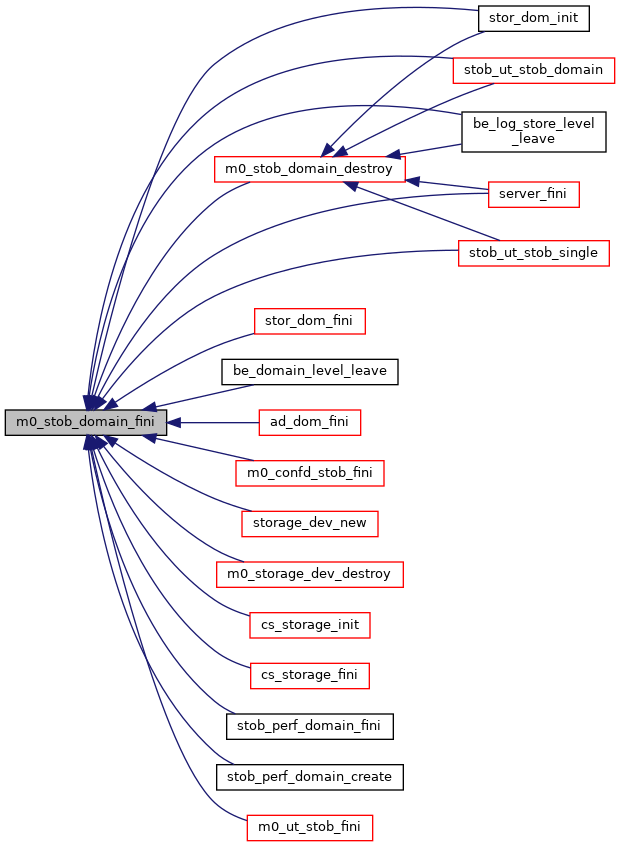 stor_dom_init
stob_ut_stob_domain
be_log_store_level
_leave
m0_stob_domain_destroy
server_fini
stob_ut_stob_single
stor_dom_fini
be_domain_level_leave
m0_stob_domain_fini
ad_dom_fini
m0_confd_stob_fini
storage_dev_new
m0_storage_dev_destroy
cs_storage_init
cs_storage_fini
stob_perf_domain_fini
stob_perf_domain_create
m0_ut_stob_fini